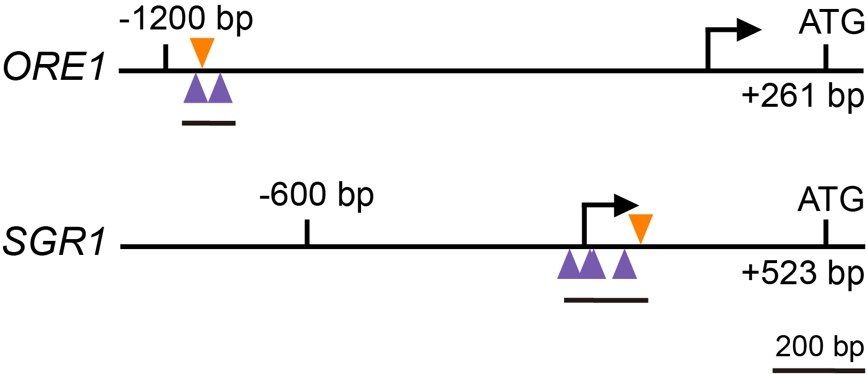 -1200 bp
ATG
ORE1
+261 bp
-600 bp
ATG
SGR1
+523 bp
200 bp